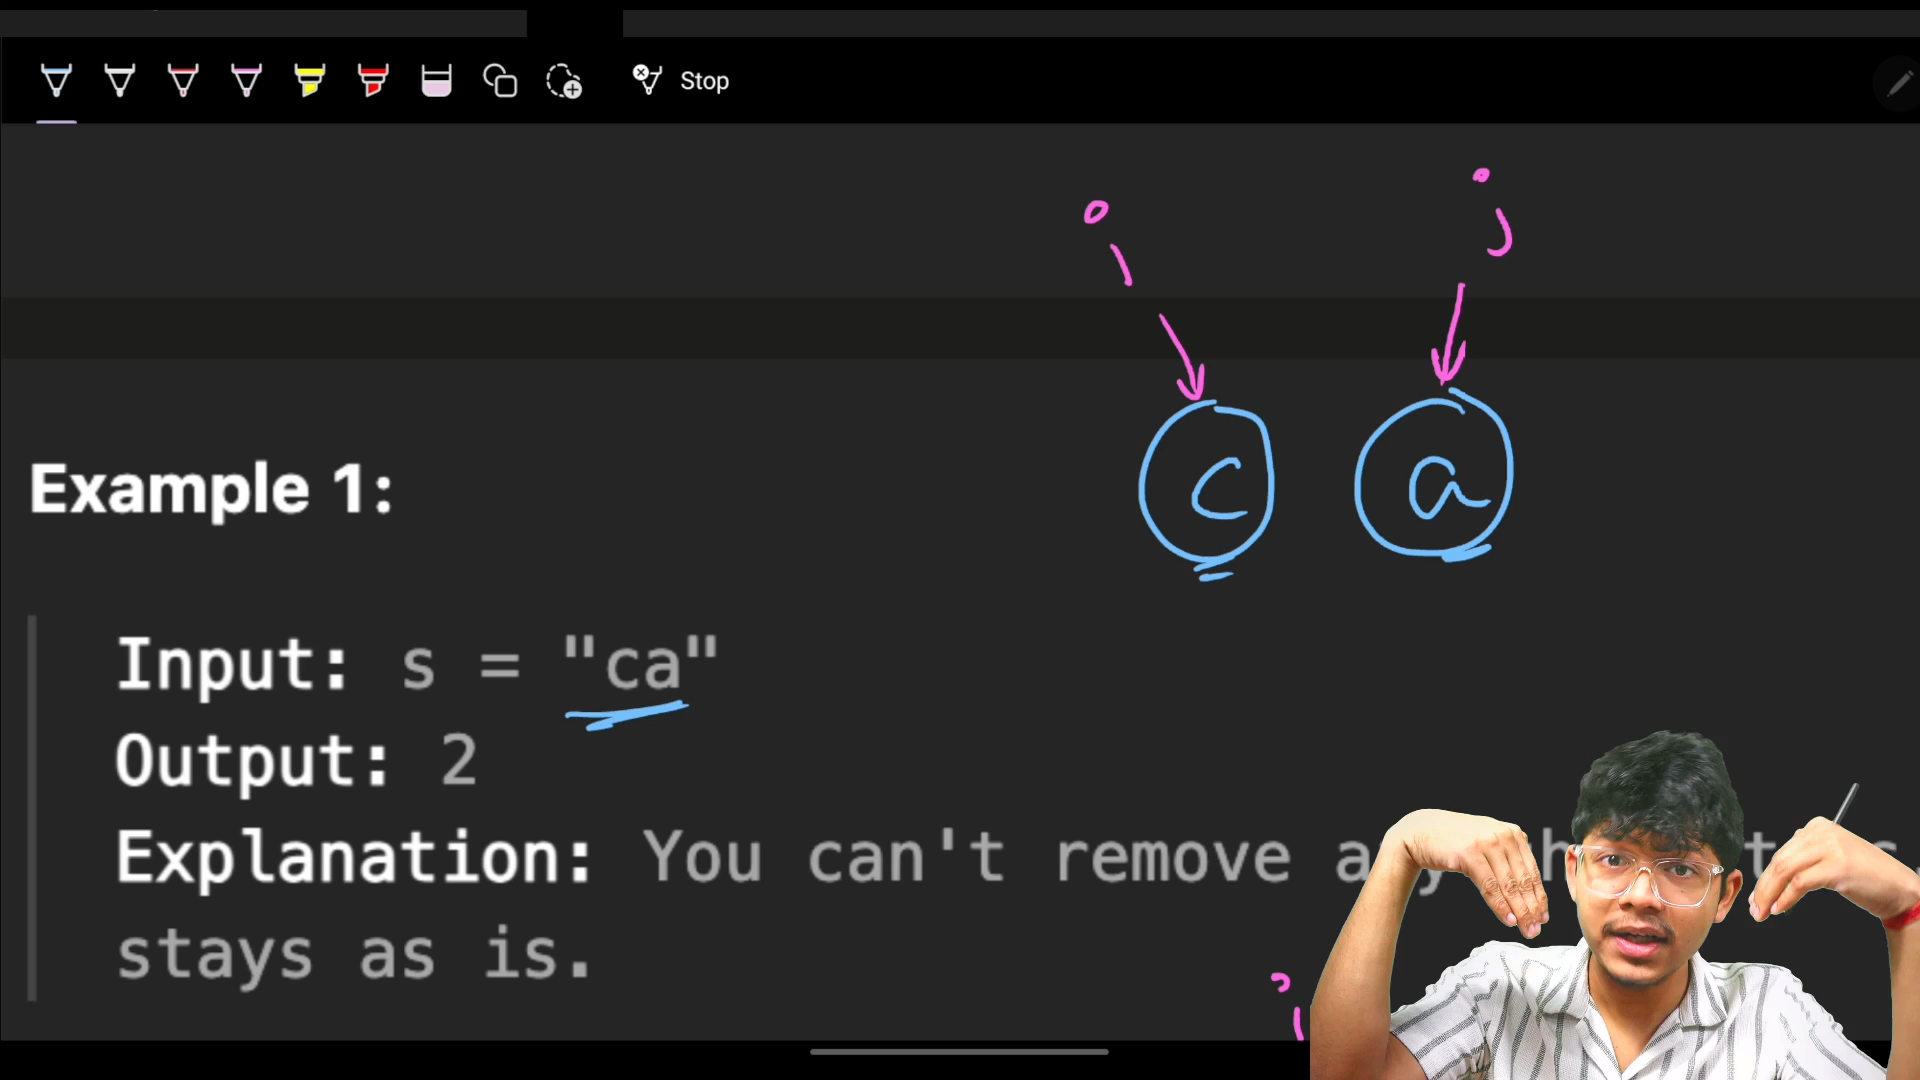 Stop
i
j
c a
Example 1:
Input: s = "ca"
Output: 2
Explanation: You can't remove
stays as is.
i